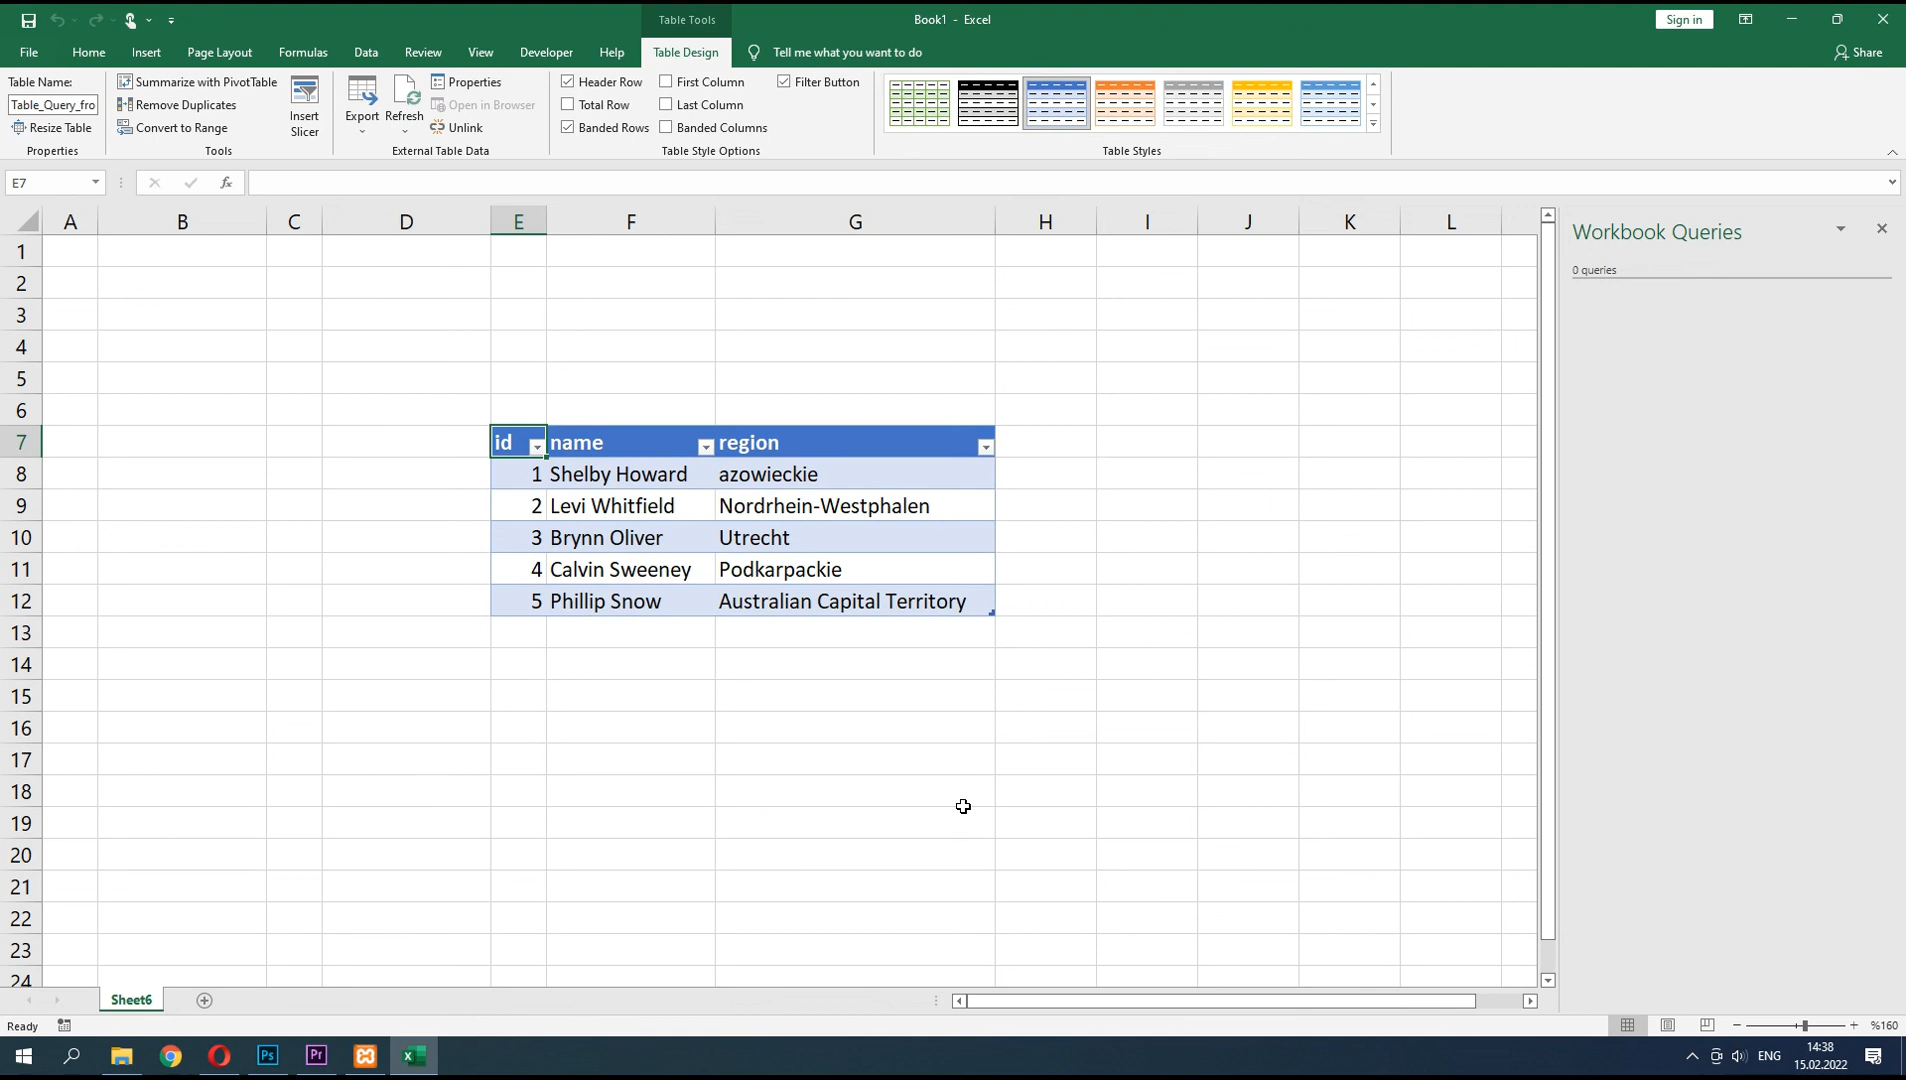 Table Tools
Book1 - Excel
Sign in
File Home Insert Page Layout Formulas Data Review View Developer Help Table Design Tell me what you want to do Share
Table Name:
Table_Query_fro
Resize Table
Properties
Summarize with PivotTable
Remove Duplicates
Convert to Range
Insert
Slicer
Tools
Export
Refresh
Properties
Open in Browser
Unlink
External Table Data
Header Row
Total Row
Banded Rows
First Column
Last Column
Banded Columns
Filter Button
Table Style Options
Table Styles
E7
fx
A B C D E F G H I J K L
1
2
3
4
5
6
7 id name region
8 1 Shelby Howard azowieckie
9 2 Levi Whitfield Nordrhein-Westphalen
10 3 Brynn Oliver Utrecht
11 4 Calvin Sweeney Podkarpackie
12 5 Phillip Snow Australian Capital Territory
13
14
15
16
17
18
19
20
21
22
23
24
Workbook Queries
0 queries
Sheet6
Ready
%160
Ps
Pr
ENG
14:38
15.02.2022